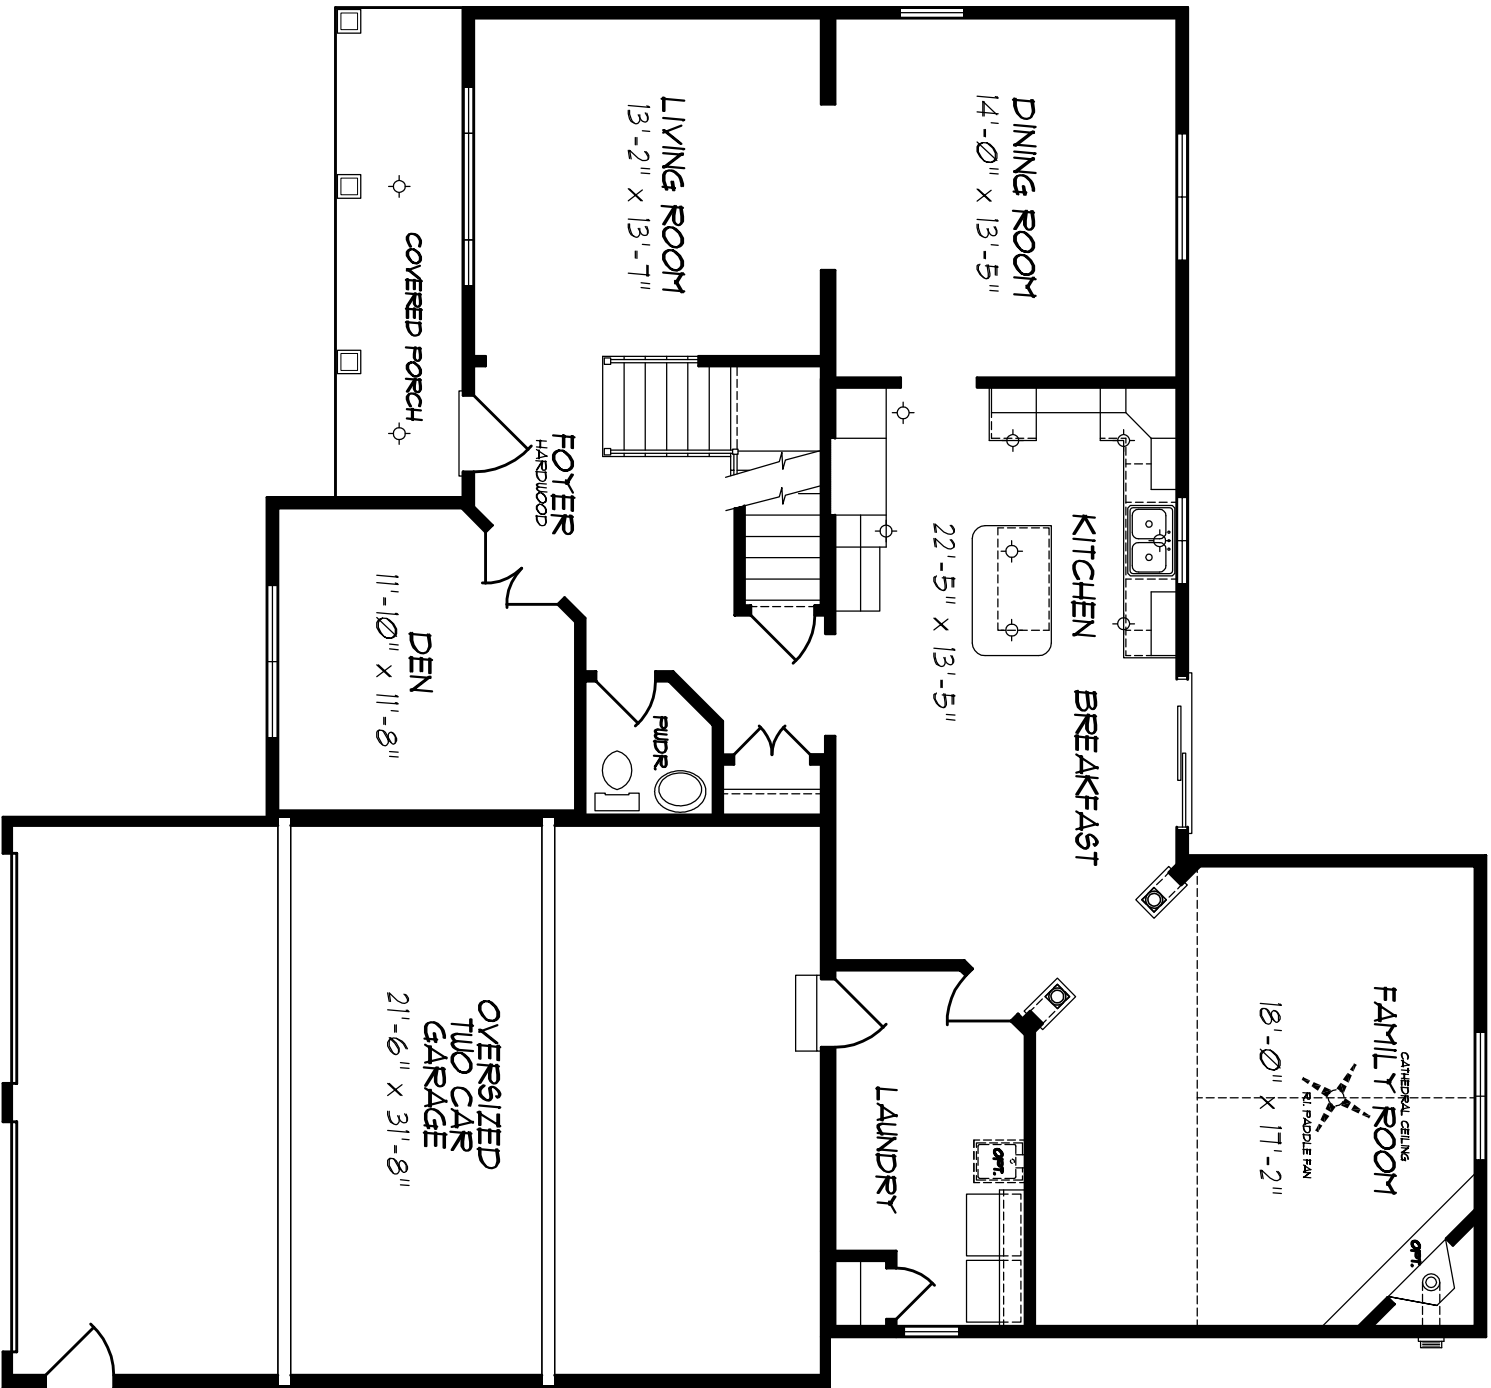 FAMILY ROOM
CATHEDRAL CEILING
18'-0" x 17'-2"
R.I. PADDLE FAN
OPT.
BREAKFAST
KITCHEN
22'-5" x 13'-5"
DINING ROOM
14'-0" x 13'-5"
LAUNDRY
OPT.
LIVING ROOM
13'-2" x 13'-7"
PWDR
FOYER
HARDWOOD
OVERSIZED
TWO CAR
GARAGE
21'-6" x 31'-8"
DEN
11'-10" x 11'-8"
COVERED PORCH